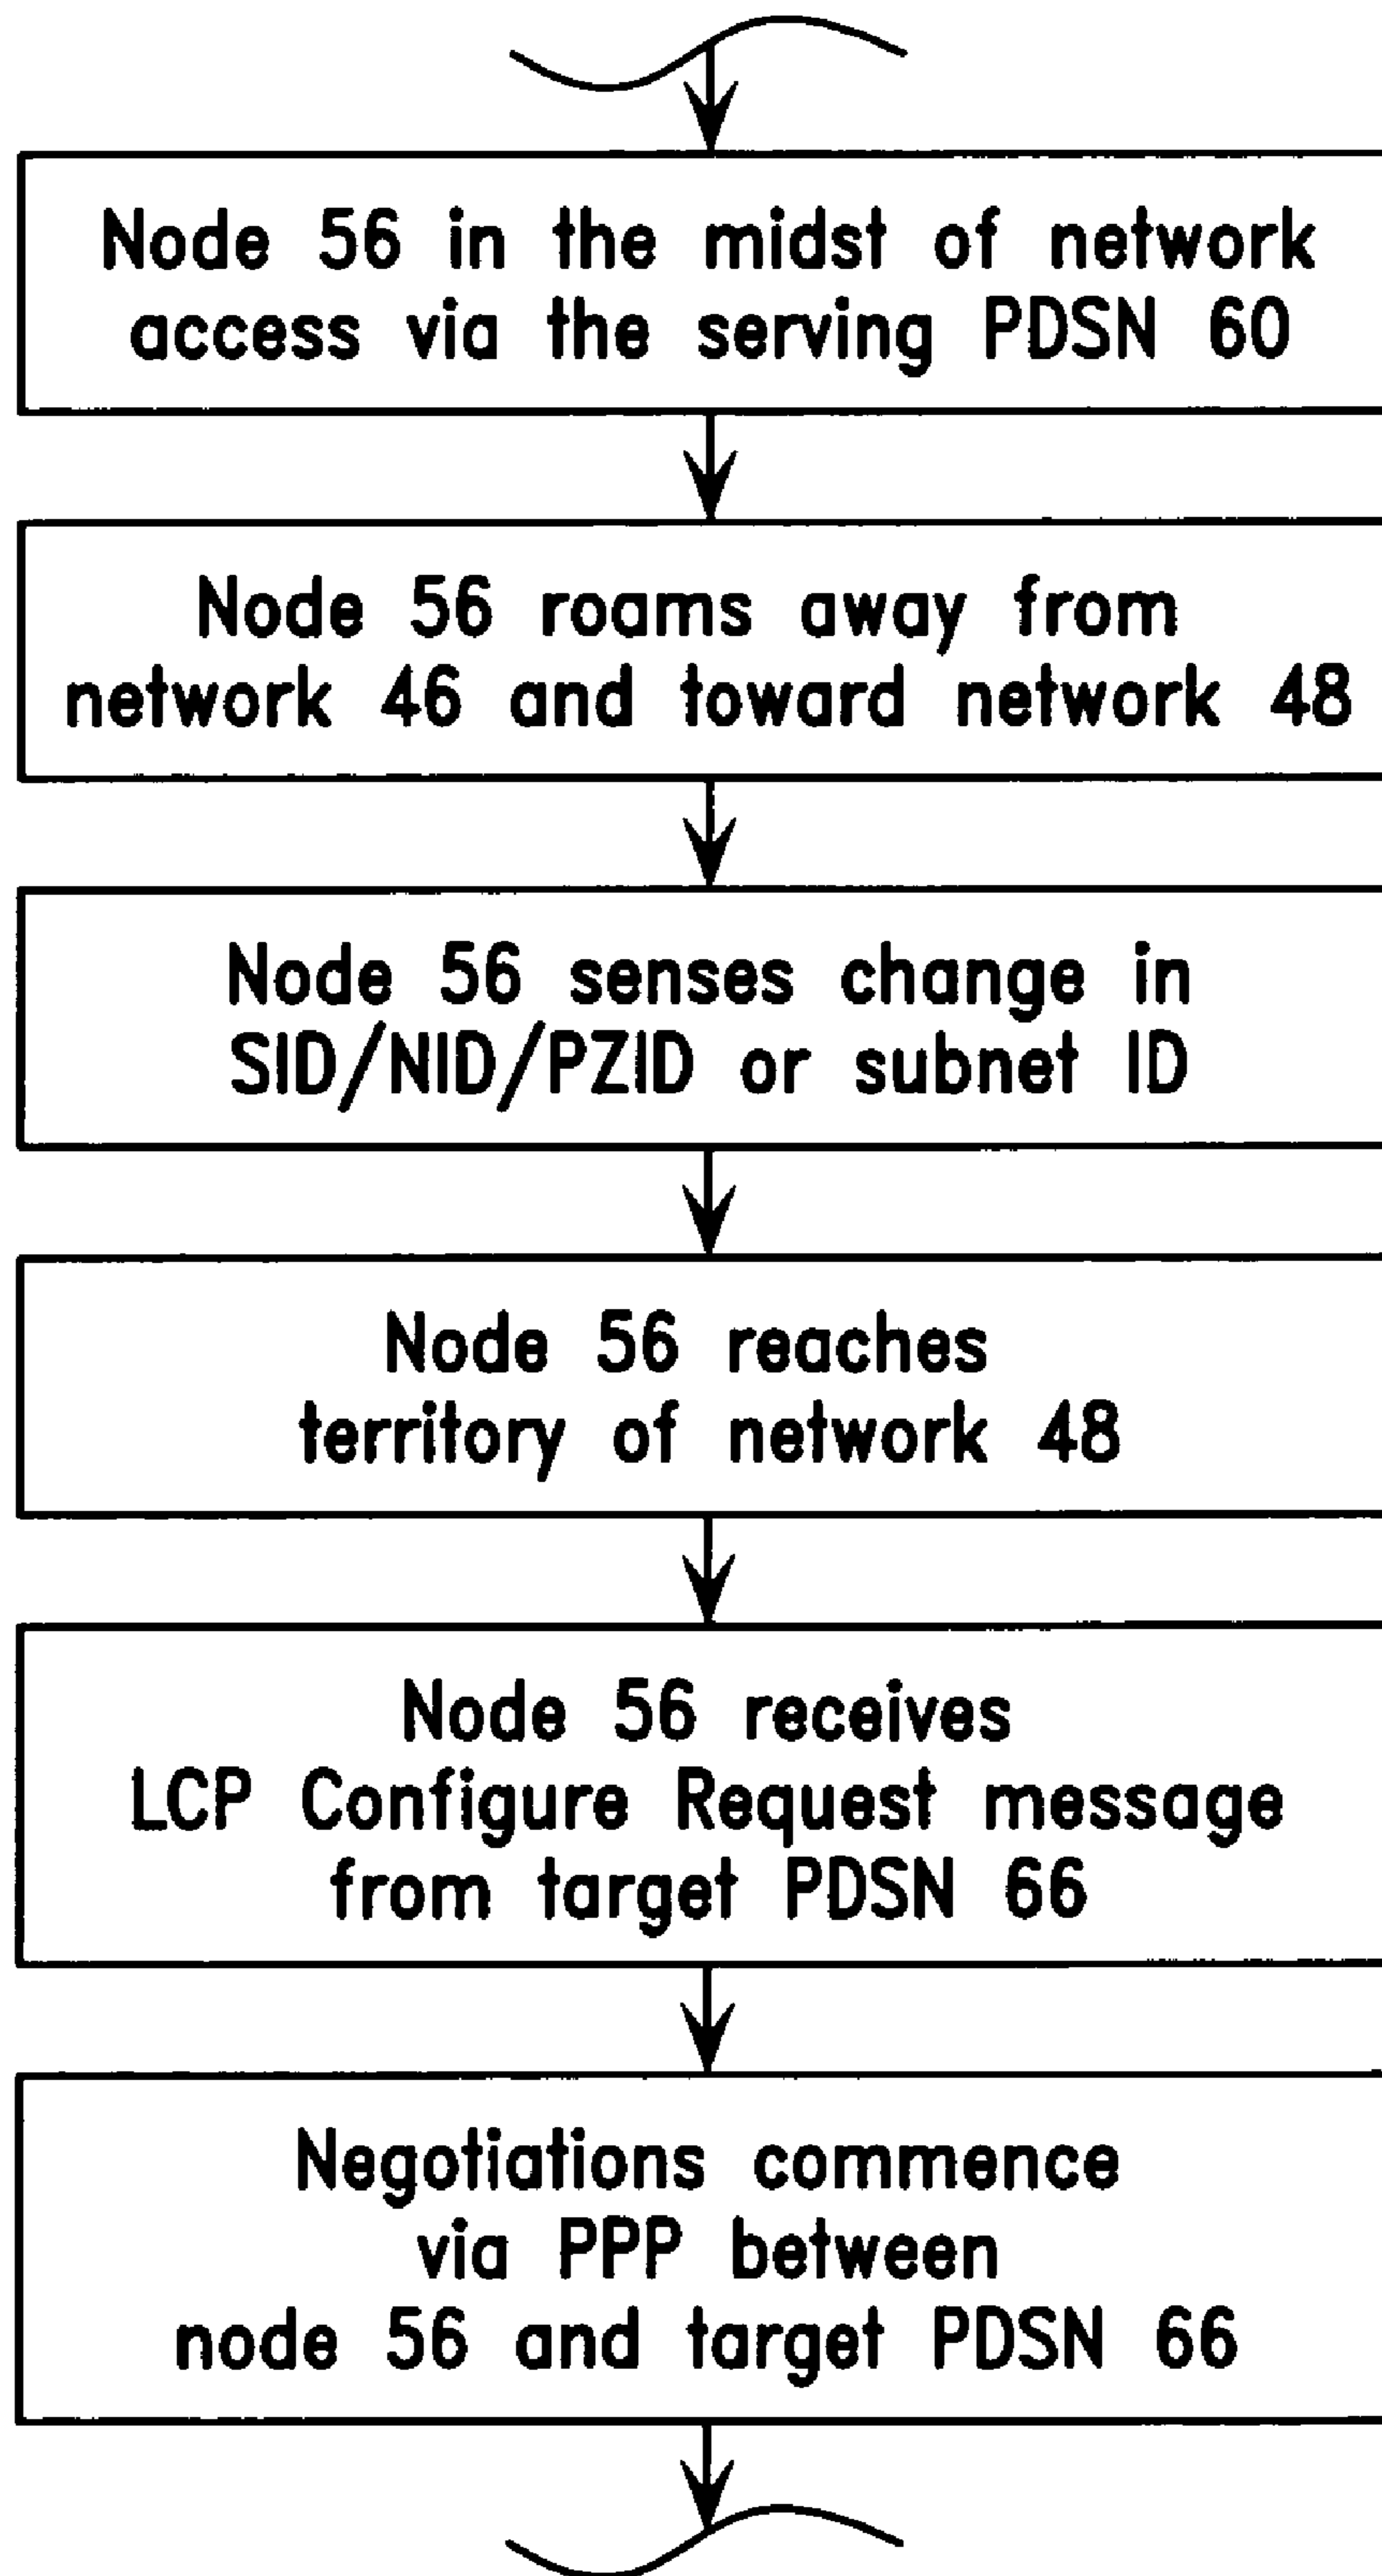 Node 56 in the midst of network
access via the serving PDSN 60
Node 56 roams away from
network 46 and toward network 48
Node 56 senses change in
SID/NID/PZID or subnet ID
Node 56 reaches
territory of network 48
Node 56 receives
LCP Configure Request message
from target PDSN 66
Negotiations commence
via PPP between
node 56 and target PDSN 66